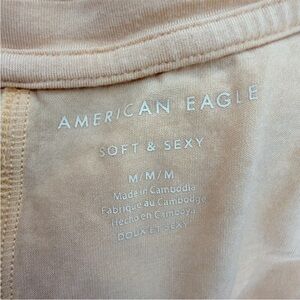 AMERICAN EAGLE
SOFT & SEXY
M/M/M
Made in Cambodia
Fabriqué au Cambodge
Hecho en Camboya
DOUX ET SEXY